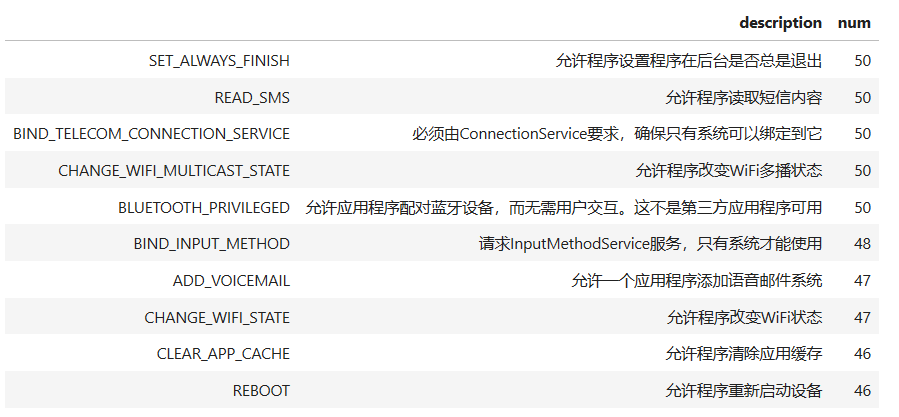 description num
SET_ALWAYS_FINISH 允许程序设置程序在后台是否总是退出 50
READ_SMS 允许程序读取短信内容 50
BIND_TELECOM_CONNECTION_SERVICE 必须由ConnectionService要求，确保只有系统可以绑定到它 50
CHANGE_WIFI_MULTICAST_STATE 允许程序改变WiFi多播状态 50
BLUETOOTH_PRIVILEGED 允许应用程序配对蓝牙设备，而无需用户交互。这不是第三方应用程序可用 50
BIND_INPUT_METHOD 请求InputMethodService服务，只有系统才能使用 48
ADD_VOICEMAIL 允许一个应用程序添加语音邮件系统 47
CHANGE_WIFI_STATE 允许程序改变WiFi状态 47
CLEAR_APP_CACHE 允许程序清除应用缓存 46
REBOOT 允许程序重新启动设备 46